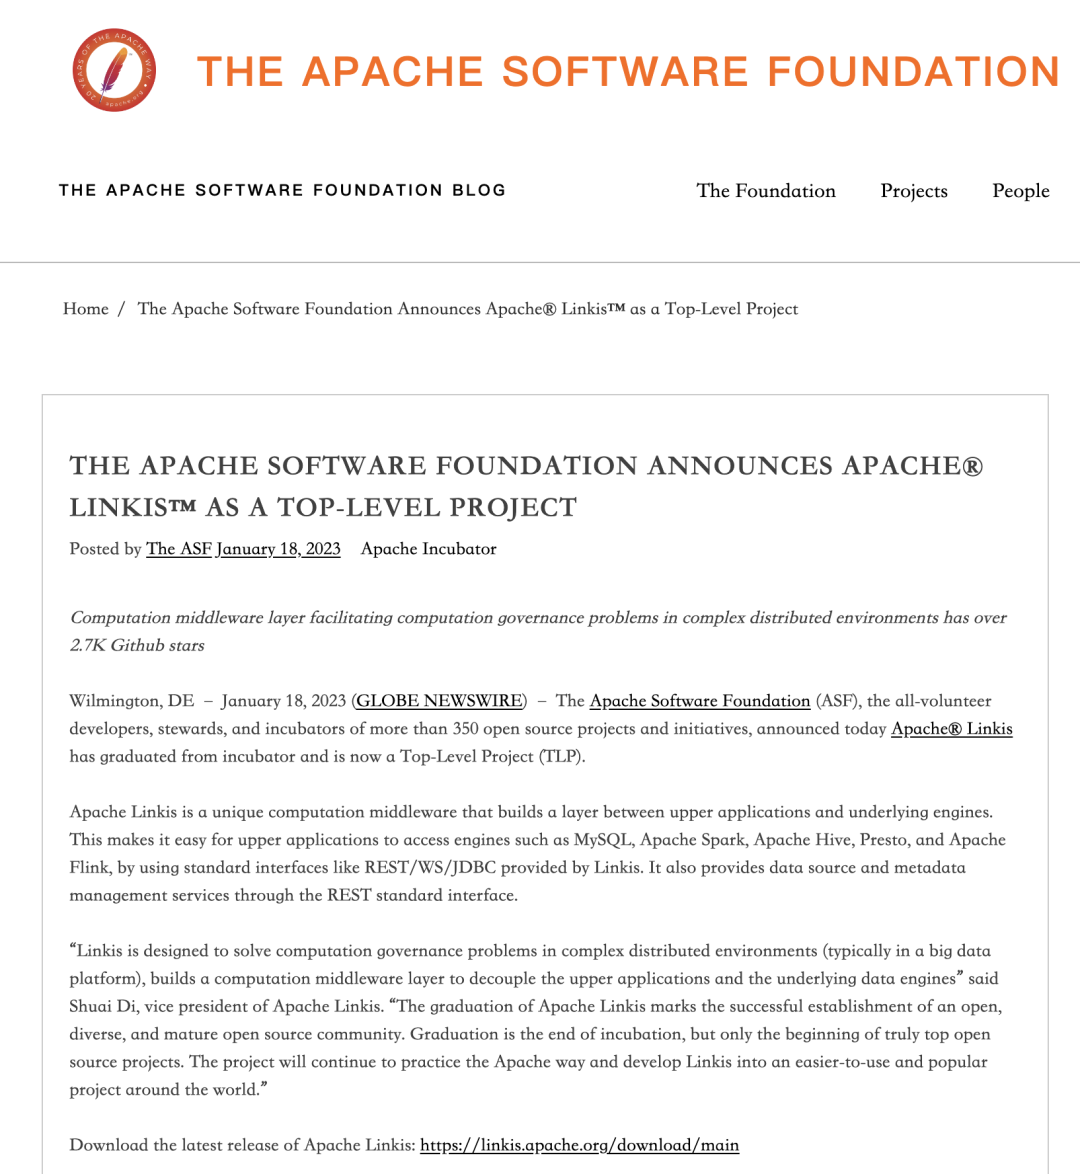 20 YEARS OF THE APACHE WAY • apache.org
THE APACHE SOFTWARE FOUNDATION
THE APACHE SOFTWARE FOUNDATION BLOG
The Foundation Projects People
Home / The Apache Software Foundation Announces Apache® Linkis™ as a Top-Level Project
THE APACHE SOFTWARE FOUNDATION ANNOUNCES APACHE®
LINKIS™ AS A TOP-LEVEL PROJECT
Posted by The ASF January 18, 2023 Apache Incubator
Computation middleware layer facilitating computation governance problems in complex distributed environments has over
2.7K Github stars
Wilmington, DE – January 18, 2023 (GLOBE NEWSWIRE) – The Apache Software Foundation (ASF), the all-volunteer
developers, stewards, and incubators of more than 350 open source projects and initiatives, announced today Apache® Linkis
has graduated from incubator and is now a Top-Level Project (TLP).
Apache Linkis is a unique computation middleware that builds a layer between upper applications and underlying engines.
This makes it easy for upper applications to access engines such as MySQL, Apache Spark, Apache Hive, Presto, and Apache
Flink, by using standard interfaces like REST/WS/JDBC provided by Linkis. It also provides data source and metadata
management services through the REST standard interface.
“Linkis is designed to solve computation governance problems in complex distributed environments (typically in a big data
platform), builds a computation middleware layer to decouple the upper applications and the underlying data engines” said
Shuai Di, vice president of Apache Linkis. “The graduation of Apache Linkis marks the successful establishment of an open,
diverse, and mature open source community. Graduation is the end of incubation, but only the beginning of truly top open
source projects. The project will continue to practice the Apache way and develop Linkis into an easier-to-use and popular
project around the world.”
Download the latest release of Apache Linkis: https://linkis.apache.org/download/main